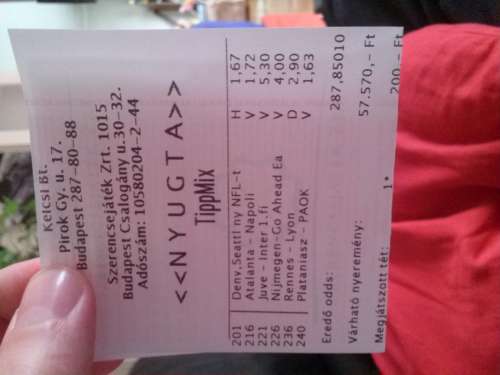 Kelcsi Bt.
Pirok Gy. u. 17.
Budapest 287-80-88
Szerencsejáték Zrt. 1015
Budapest Csalogány u.30-32.
Adószám: 10580204-2-44
<<NYUGTA>>
TippMix
201 Denv.Seattl ny NFL-t H 1,67
216 Atalanta - Napoli V 1,72
221 Juve - Inter 1.fi V 5,30
226 Nijmegen-Go Ahead Ea V 4,00
236 Rennes - Lyon D 2,90
240 Plataniasz - PAOK V 1,63
Eredő odds: 287,85010
Várható nyeremény: 57.570,- Ft
Megjátszott tét: 1* 200,- Ft